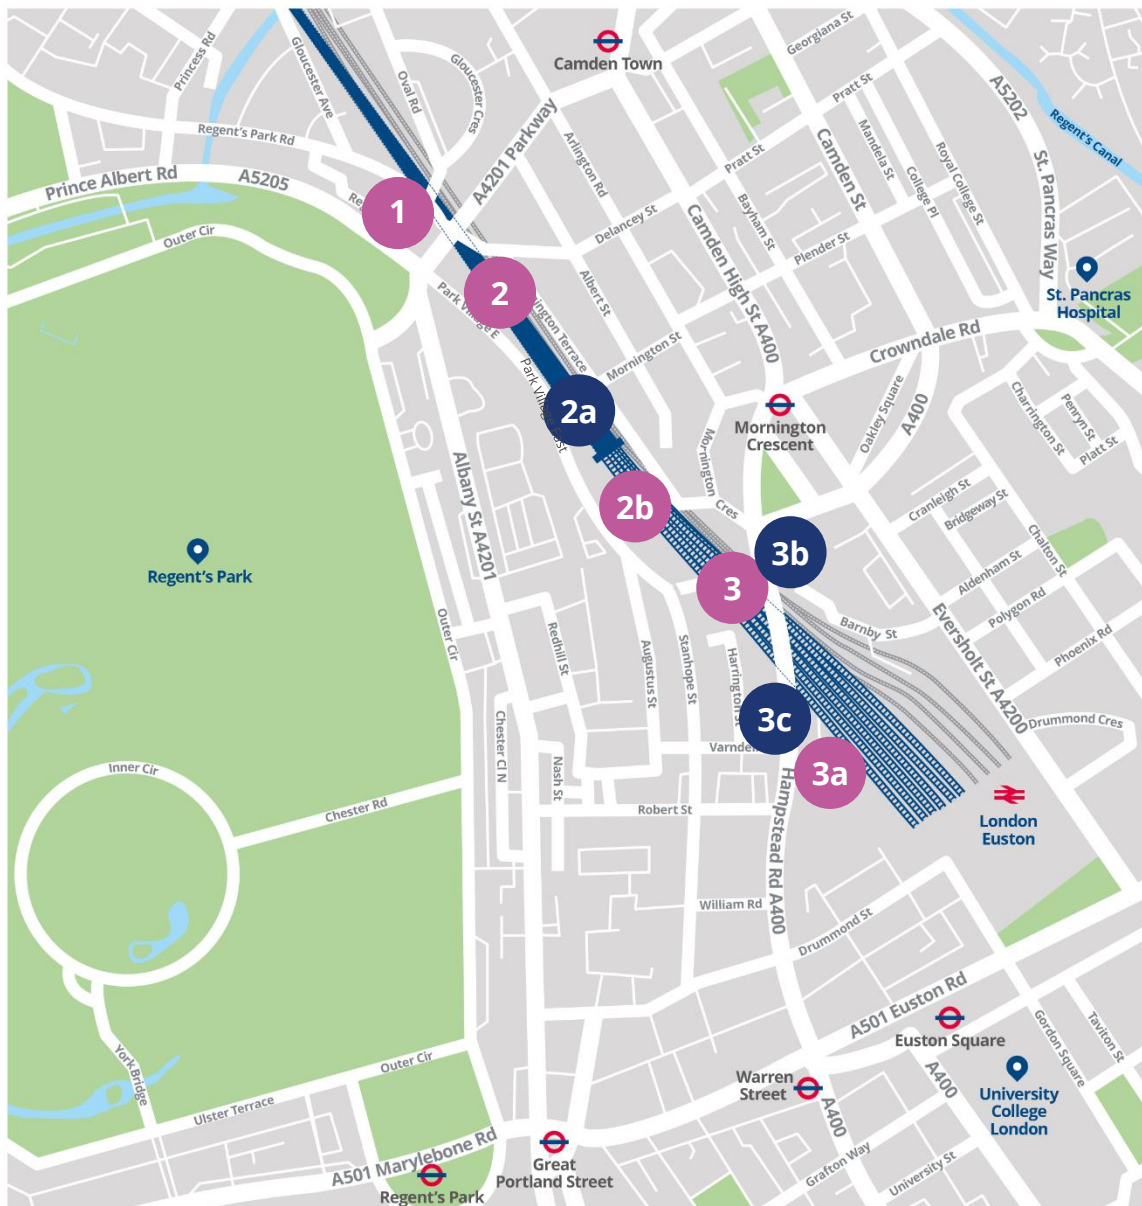 Georgiana St
Camden Town
Princess Rd
Gloucester Ave
Oval Rd
Gloucester Cres
A4201 Parkway
Pratt St
A5202
Regent's Canal
Regent's Park Rd
Arlington Rd
Pratt St
Camden St
Mandela St
College Pl
Royal College St
St. Pancras Way
Prince Albert Rd
A5205
Re
1
Outer Cir
Delancey St
Bayham St
Plender St
Camden High St A400
St. Pancras
Hospital
2
Park Village E
ington Terrace
Albert St
Mornington St
Crowndale Rd
Park Village East
2a
Mornington
Crescent
Oakley Square
A400
Charrington St
Penryn St
Platt St
Albany St A4201
Mornington
Cres
2b
Cranleigh St
Bridgeway St
Chalton St
Regent's Park
3b
3
Aldenham St
Polygon Rd
Phoenix Rd
Barnby St
Eversholt St A4200
Outer Cir
Redhill St
Augustus St
Stanhope St
Harrington St
3c
Drummond Cres
Chester Cl N
Nash St
Varnde
3a
Inner Cir
Chester Rd
Robert St
Hampstead Rd A400
London
Euston
William Rd
Drummond St
A501 Euston Rd
Euston Square
Gordon Square
Taviton St
York Bridge
Outer Cir
Ulster Terrace
Warren
Street
A400
A400
University
College
London
A501 Marylebone Rd
Great
Portland Street
Regent's Park
Grafton Way
University St